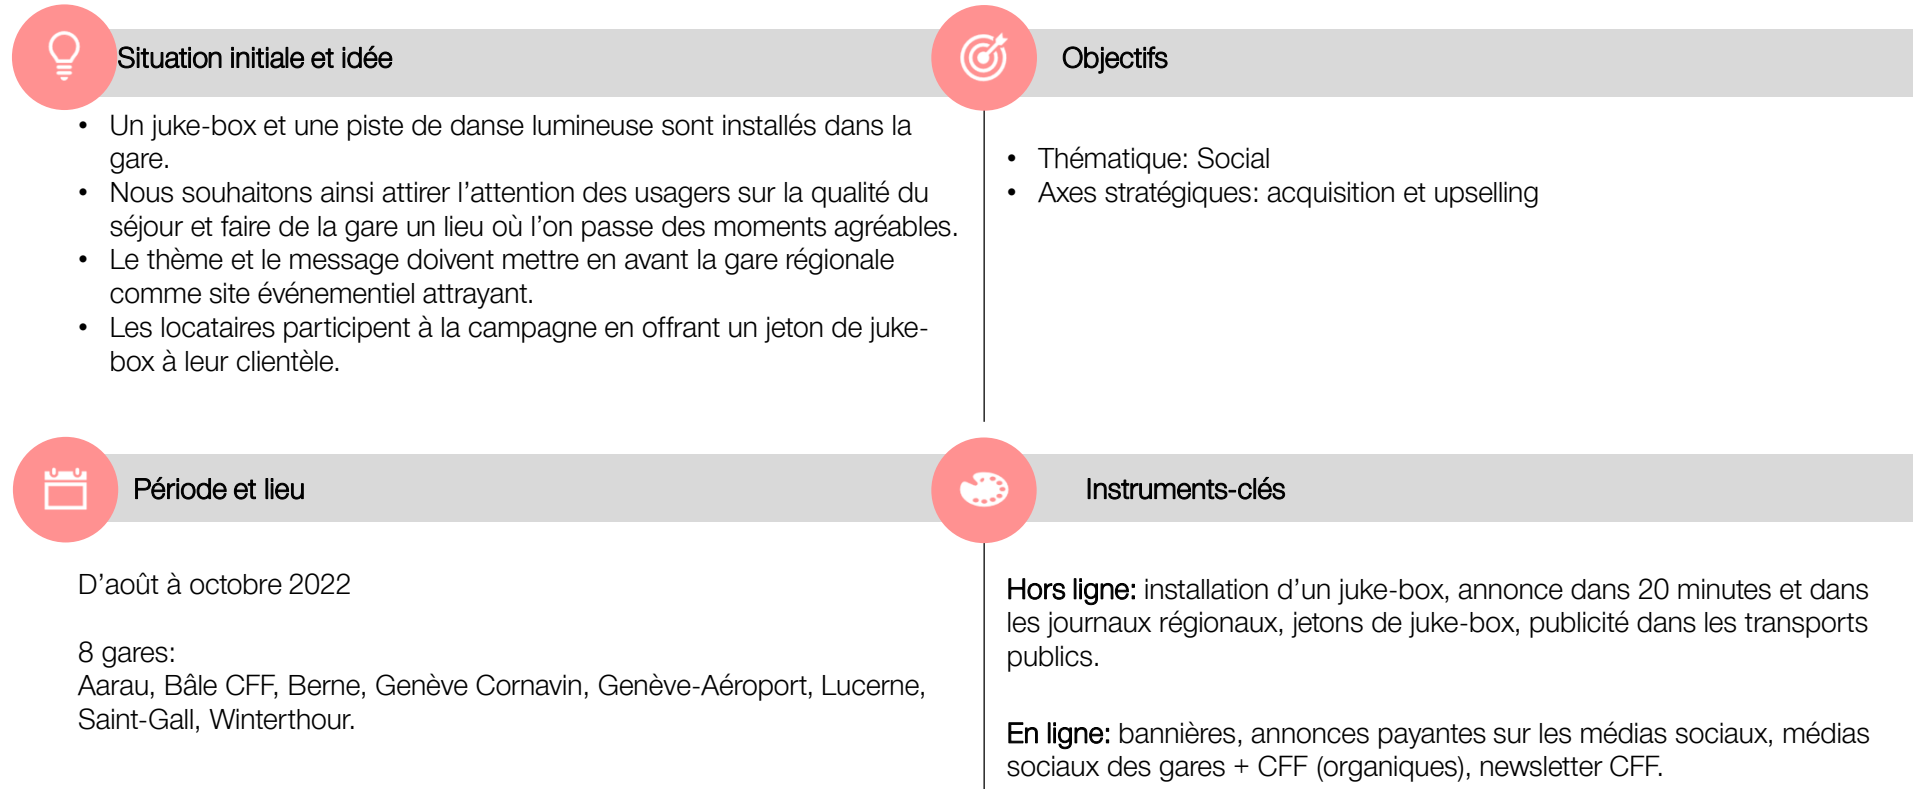 Situation initiale et idée
• Un juke-box et une piste de danse lumineuse sont installés dans la
gare.
• Nous souhaitons ainsi attirer l’attention des usagers sur la qualité du
séjour et faire de la gare un lieu où l’on passe des moments agréables.
• Le thème et le message doivent mettre en avant la gare régionale
comme site événementiel attrayant.
• Les locataires participent à la campagne en offrant un jeton de juke-
box à leur clientèle.
Objectifs
• Thématique: Social
• Axes stratégiques: acquisition et upselling
Période et lieu
D’août à octobre 2022
8 gares:
Aarau, Bâle CFF, Berne, Genève Cornavin, Genève-Aéroport, Lucerne,
Saint-Gall, Winterthour.
Instruments-clés
Hors ligne: installation d’un juke-box, annonce dans 20 minutes et dans
les journaux régionaux, jetons de juke-box, publicité dans les transports
publics.
En ligne: bannières, annonces payantes sur les médias sociaux, médias
sociaux des gares + CFF (organiques), newsletter CFF.